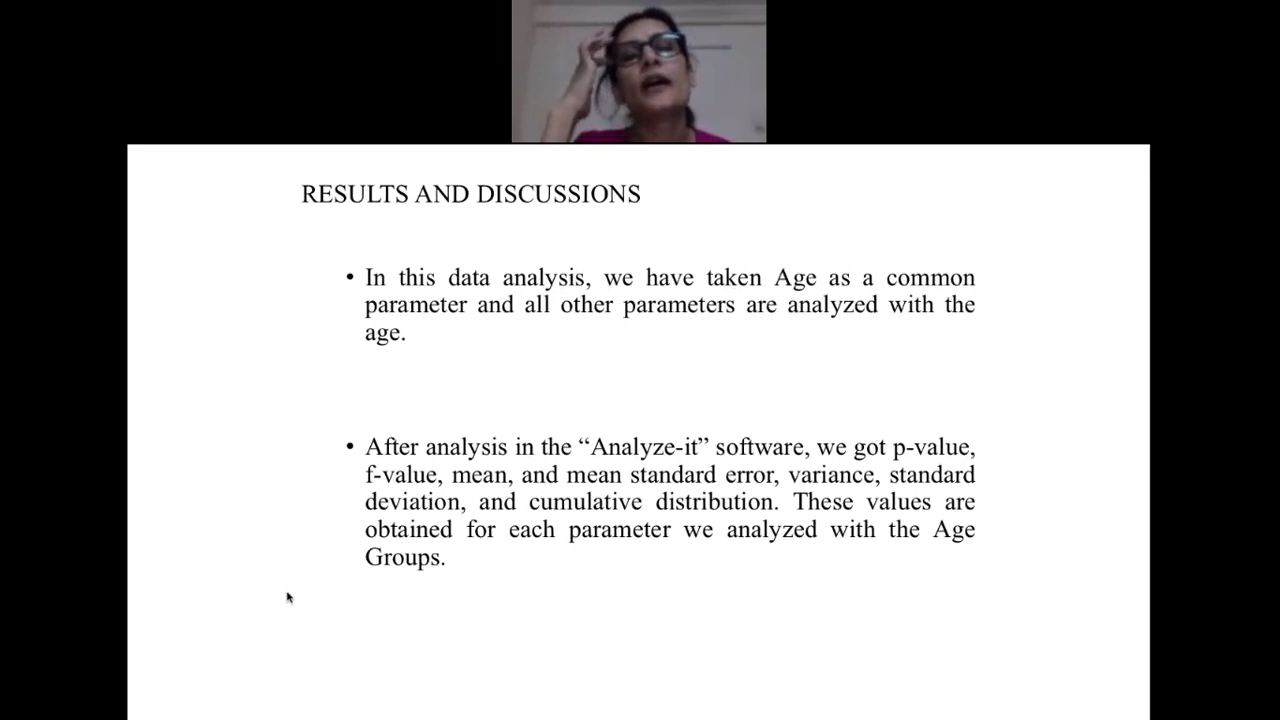 RESULTS AND DISCUSSIONS
• In this data analysis, we have taken Age as a common
parameter and all other parameters are analyzed with the
age.
• After analysis in the “Analyze-it” software, we got p-value,
f-value, mean, and mean standard error, variance, standard
deviation, and cumulative distribution. These values are
obtained for each parameter we analyzed with the Age
Groups.